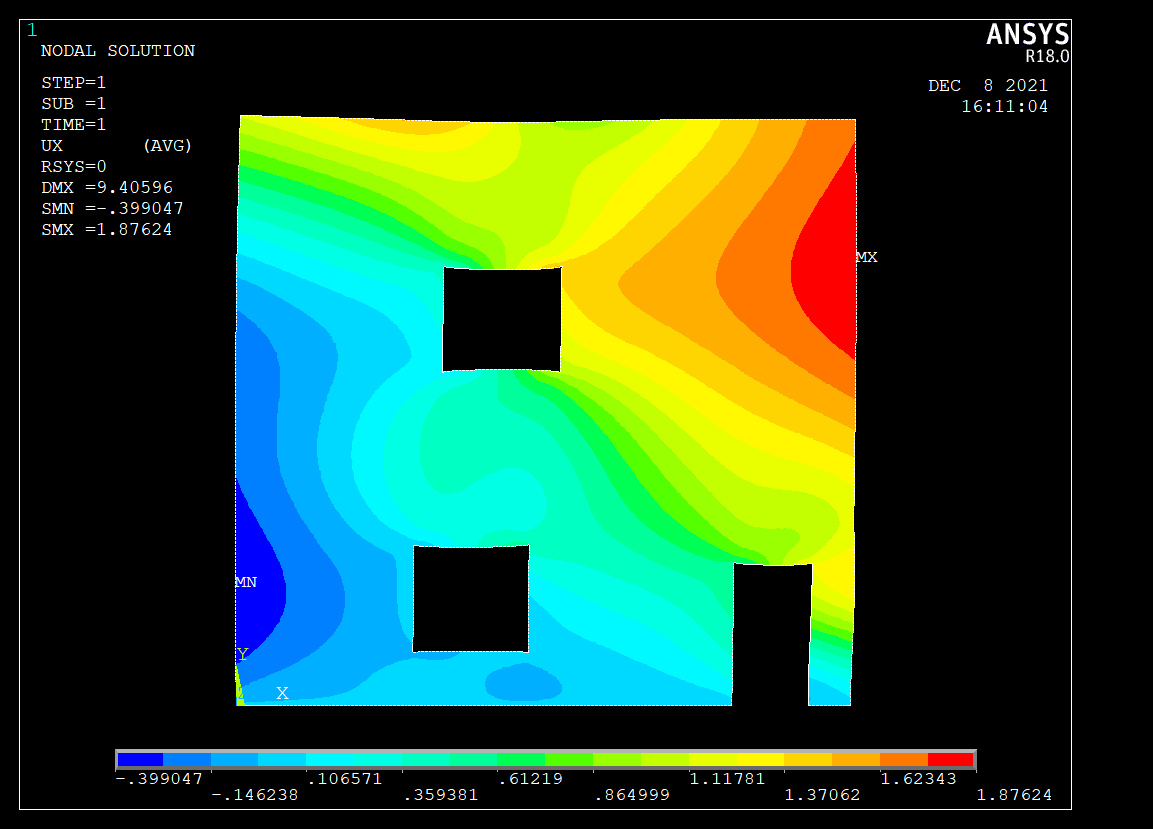 1
NODAL SOLUTION
STEP=1
SUB =1
TIME=1
UX (AVG)
RSYS=0
DMX =9.40596
SMN =-.399047
SMX =1.87624
ANSYS
R18.0
DEC 8 2021
16:11:04
MX
MN
Y
X
-.399047 .106571 .61219 1.11781 1.62343
-.146238 .359381 .864999 1.37062 1.87624